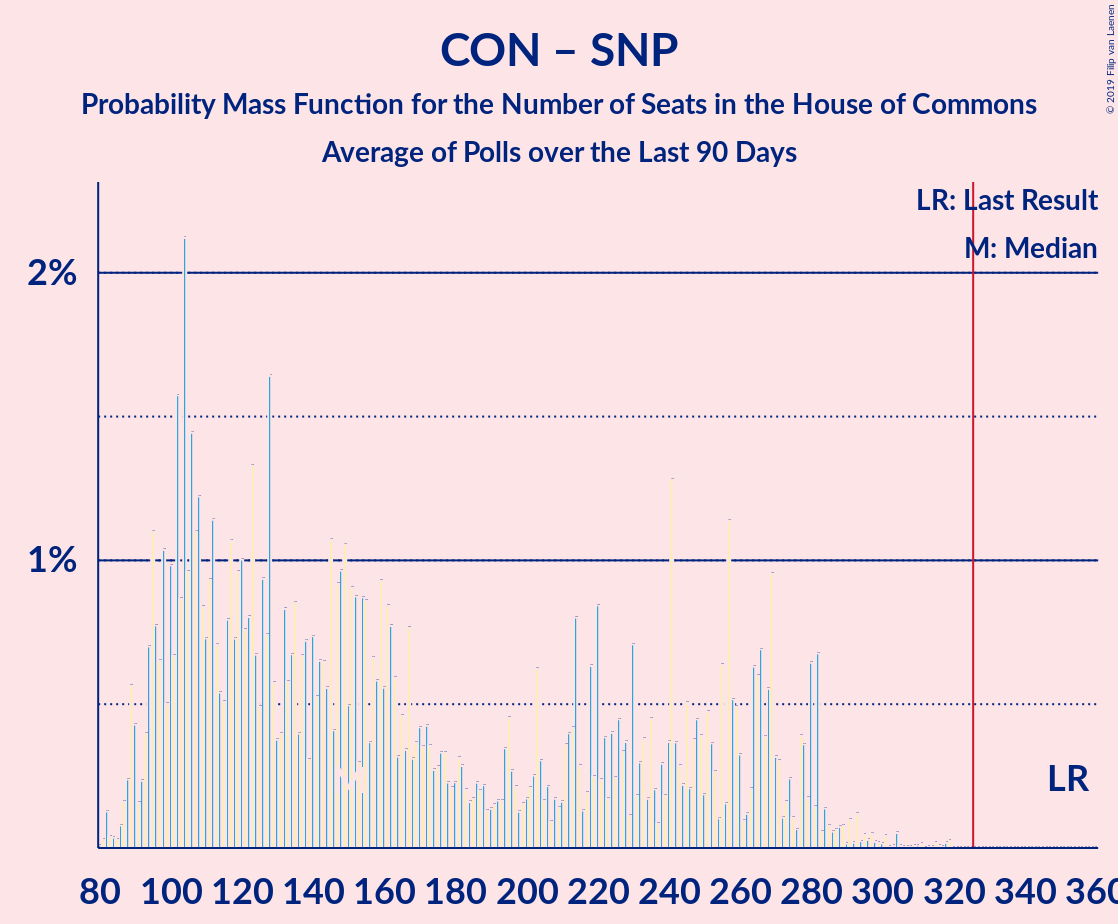 CON – SNP
Probability Mass Function for the Number of Seats in the House of Commons
Average of Polls over the Last 90 Days
© 2019 Filip van Laenen
LR: Last Result
M: Median
2%
1%
M
LR
80 100 120 140 160 180 200 220 240 260 280 300 320 340 360